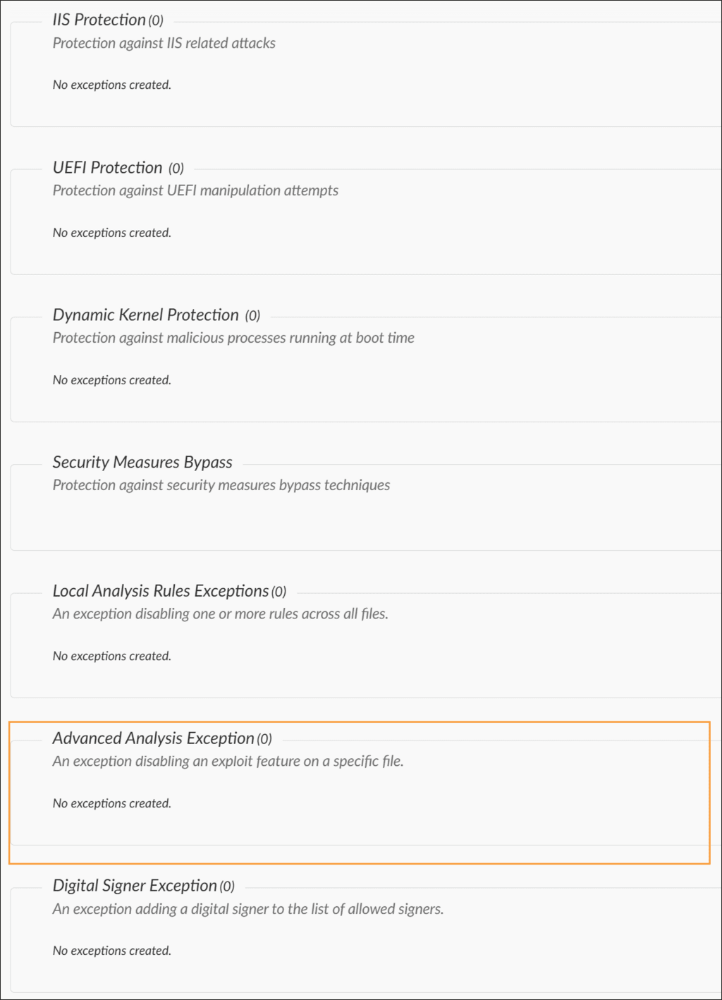 IIS Protection (0)
Protection against IIS related attacks
No exceptions created.
UEFI Protection (0)
Protection against UEFI manipulation attempts
No exceptions created.
Dynamic Kernel Protection (0)
Protection against malicious processes running at boot time
No exceptions created.
Security Measures Bypass
Protection against security measures bypass techniques
Local Analysis Rules Exceptions (0)
An exception disabling one or more rules across all files.
No exceptions created.
Advanced Analysis Exception (0)
An exception disabling an exploit feature on a specific file.
No exceptions created.
Digital Signer Exception (0)
An exception adding a digital signer to the list of allowed signers.
No exceptions created.